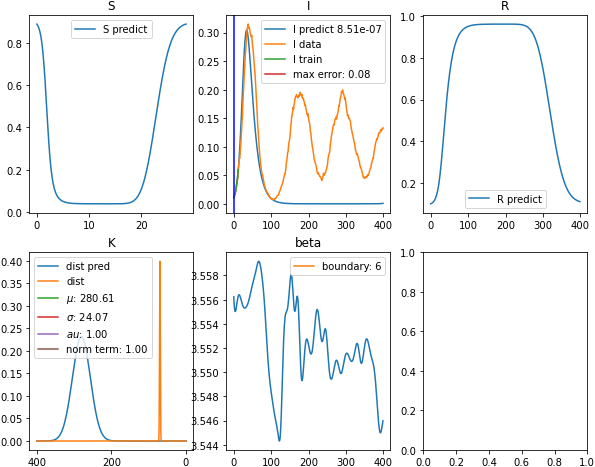 S
I
R
S predict
I predict 8.51e-07
I data
I train
max error: 0.08
R predict
0.8
0.6
0.4
0.2
0.0
0 10 20
0.30
0.25
0.20
0.15
0.10
0.05
0.00
0 100 200 300 400
1.0
0.8
0.6
0.4
0.2
0 100 200 300 400
K
beta
dist pred
dist
μ: 280.61
σ: 24.07
au: 1.00
norm term: 1.00
boundary: 6
0.40
0.35
0.30
0.25
0.20
0.15
0.10
0.05
0.00
400 200 0
3.558
3.556
3.554
3.552
3.550
3.548
3.546
3.544
0 100 200 300 400
1.0
0.8
0.6
0.4
0.2
0.0
0.0 0.2 0.4 0.6 0.8 1.0